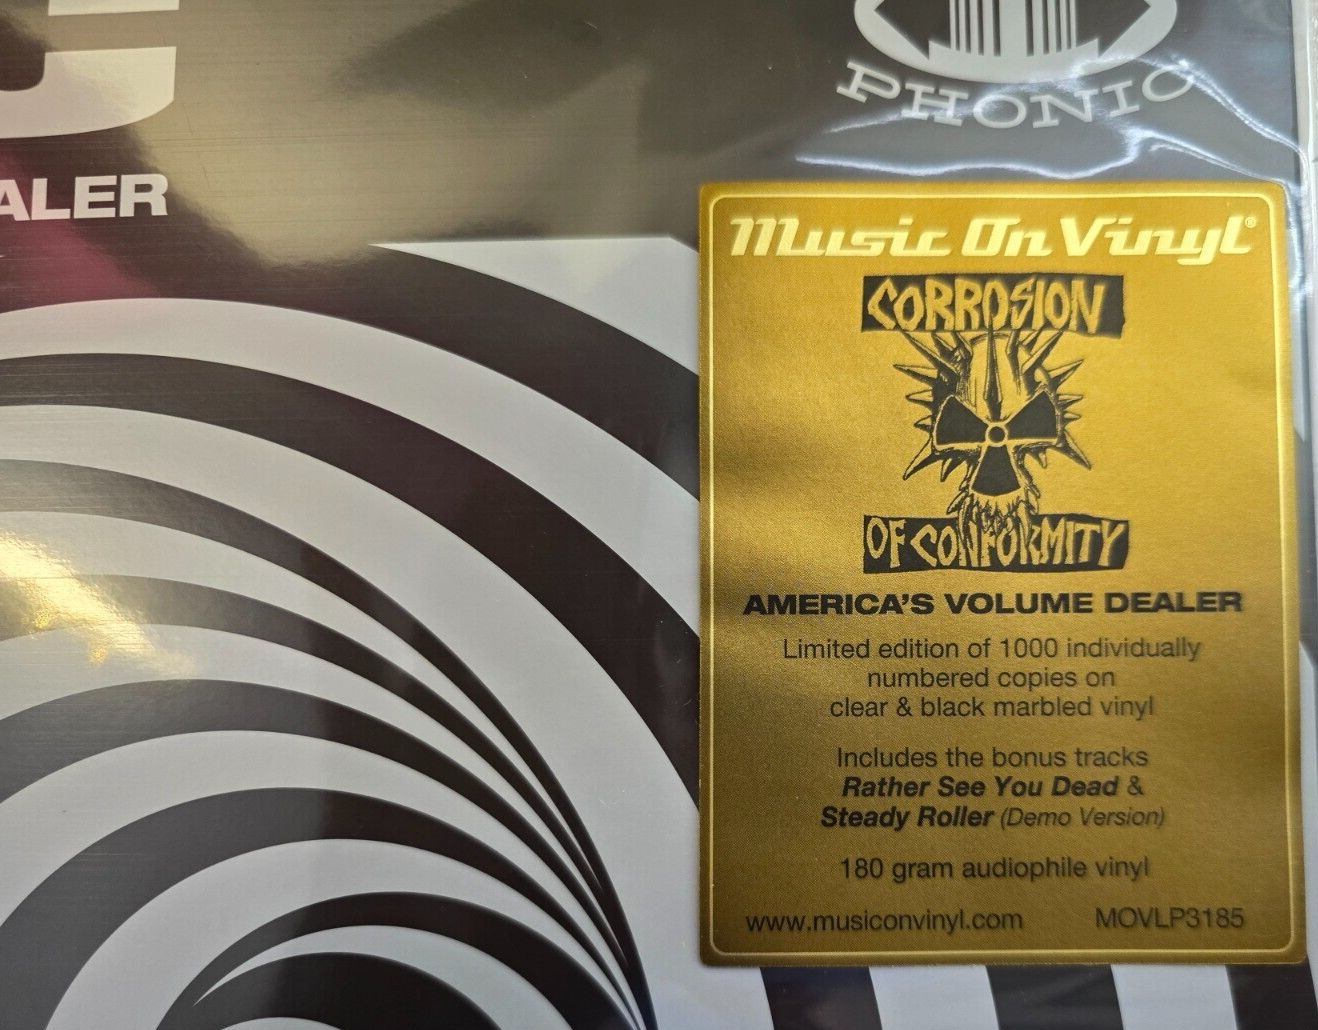 PHONIC
ALER
Music On Vinyl®
CORROSION
OF CONFORMITY
AMERICA'S VOLUME DEALER
Limited edition of 1000 individually
numbered copies on
clear & black marbled vinyl
Includes the bonus tracks
Rather See You Dead &
Steady Roller (Demo Version)
180 gram audiophile vinyl
www.musiconvinyl.com MOVLP3185